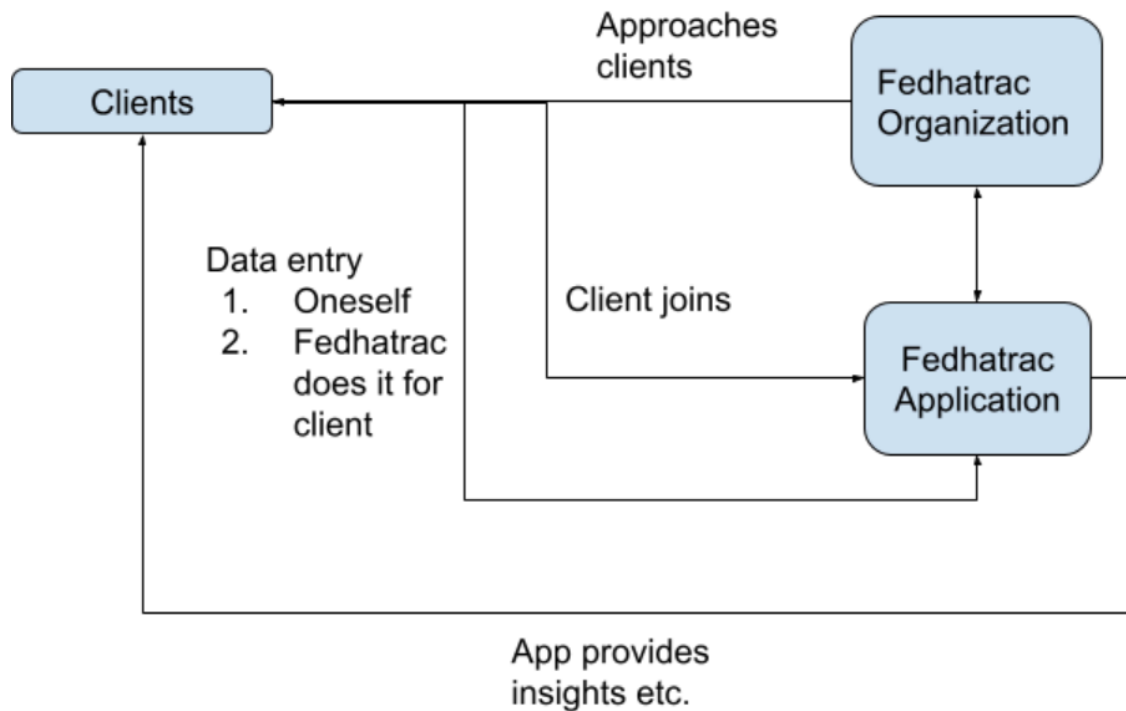 Approaches
clients
Clients
Fedhatrac
Organization
Data entry
1. Oneself
2. Fedhatrac
does it for
client
Client joins
Fedhatrac
Application
App provides
insights etc.